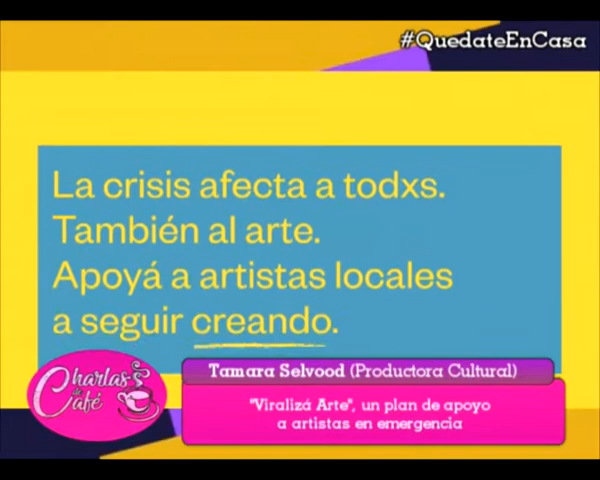 #QuedateEnCasa
La crisis afecta a todxs.
También al arte.
Apoyá a artistas locales
a seguir creando.
Charlas
de
Café
Tamara Selvood (Productora Cultural)
"Viralizá Arte", un plan de apoyo
a artistas en emergencia